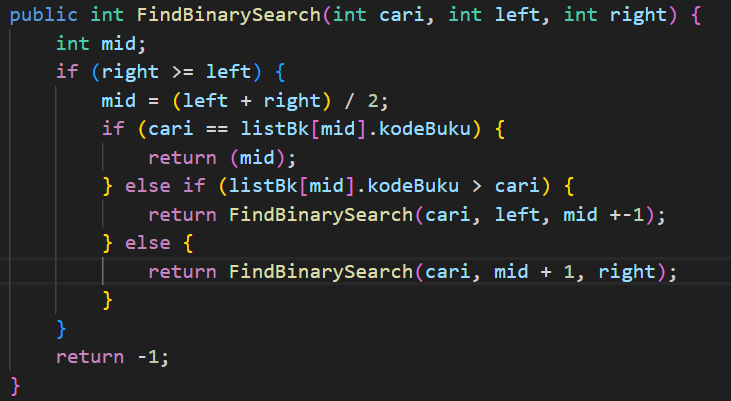 public int FindBinarySearch(int cari, int left, int right) {
    int mid;
    if (right >= left) {
        mid = (left + right) / 2;
        if (cari == listBk[mid].kodeBuku) {
            return (mid);
        } else if (listBk[mid].kodeBuku > cari) {
            return FindBinarySearch(cari, left, mid +-1);
        } else {
            return FindBinarySearch(cari, mid + 1, right);
        }
    }
    return -1;
}